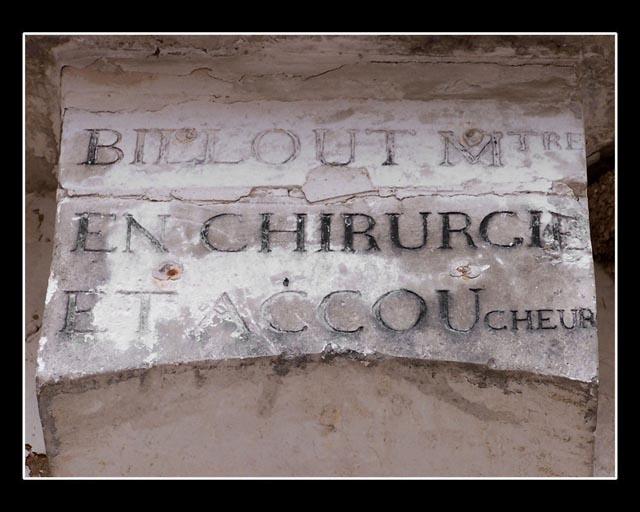 BILLOUT MTRE
EN CHIRURGIE
ET ACCOUCHEUR